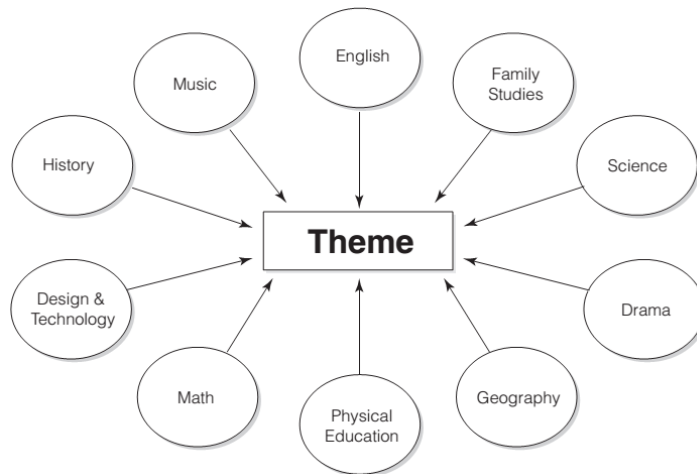 English
Music
Family
Studies
History
Science
Theme
Design &
Technology
Drama
Math
Physical
Education
Geography